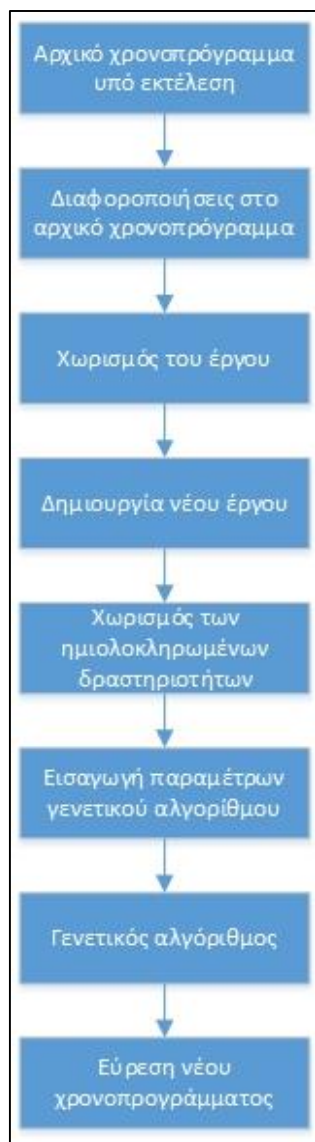 Αρχικό χρονοπρόγραμμα
υπό εκτέλεση
Διαφοροποιήσεις στο
αρχικό χρονοπρόγραμμα
Χωρισμός του έργου
Δημιουργία νέου έργου
Χωρισμός των
ημιολοκληρωμένων
δραστηριοτήτων
Εισαγωγή παραμέτρων
γενετικού αλγορίθμου
Γενετικός αλγόριθμος
Εύρεση νέου
χρονοπρογράμματος